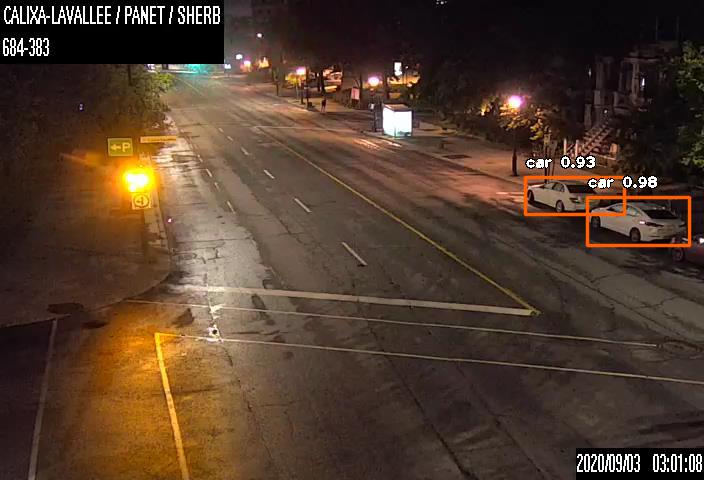 CALIXA-LAVALLEE / PANET / SHERB
684-383
←P
car 0.93
car 0.98
2020/09/03 03:01:08